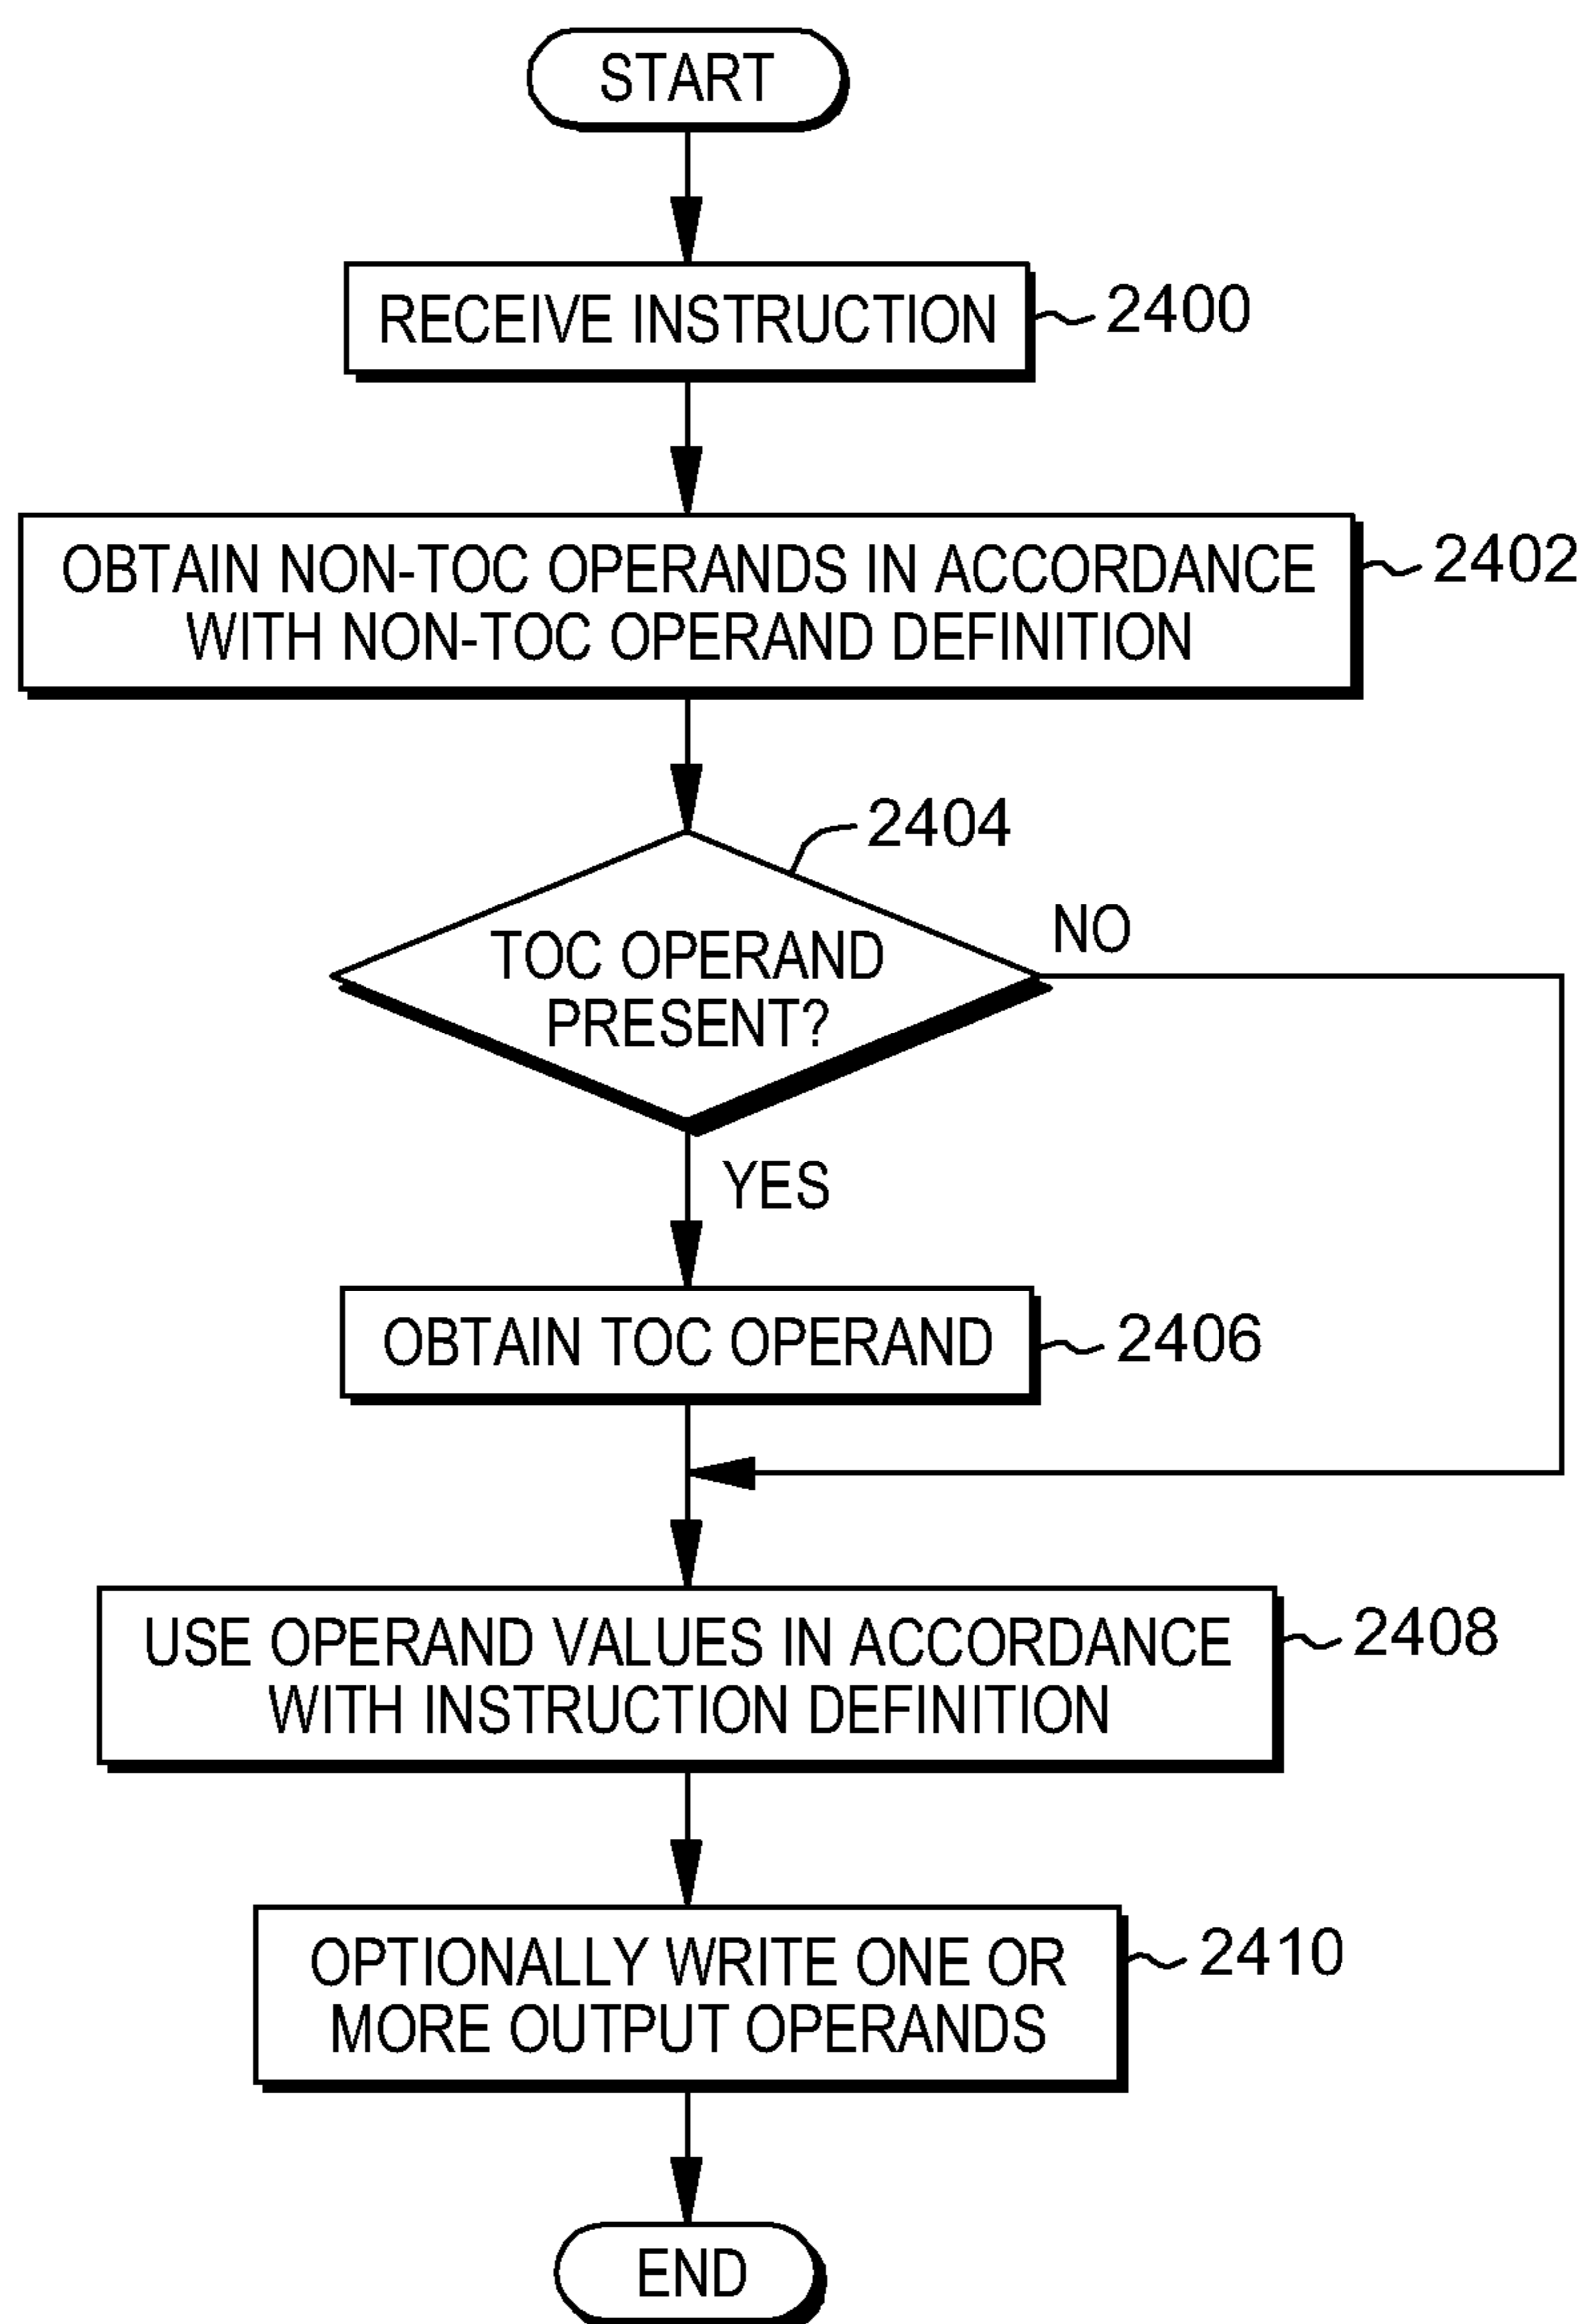 START
RECEIVE INSTRUCTION
2400
OBTAIN NON-TOC OPERANDS IN ACCORDANCE
WITH NON-TOC OPERAND DEFINITION
2402
2404
TOC OPERAND
PRESENT?
NO
YES
OBTAIN TOC OPERAND
2406
USE OPERAND VALUES IN ACCORDANCE
WITH INSTRUCTION DEFINITION
2408
OPTIONALLY WRITE ONE OR
MORE OUTPUT OPERANDS
2410
END